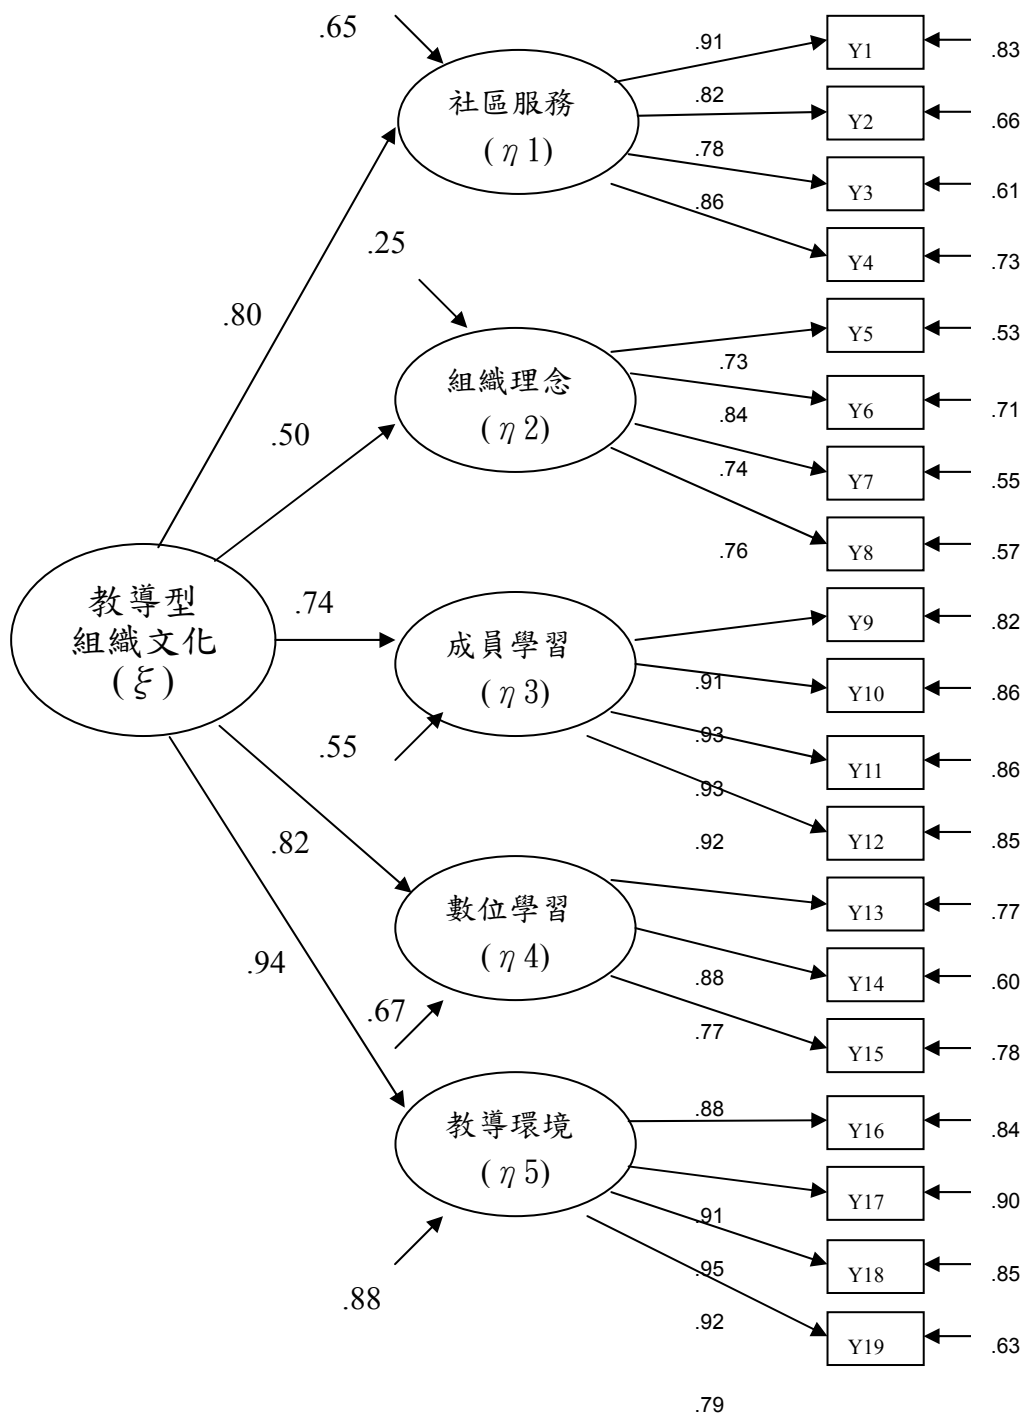 .65
.91
Y1
.83
社區服務
(η1)
.82
Y2
.66
.78
Y3
.61
.86
Y4
.73
.25
.80
Y5
.53
.73
組織理念
(η2)
Y6
.71
.84
.50
.74
Y7
.55
.76
Y8
.57
教導型
組織文化
(ξ)
.74
Y9
.82
成員學習
(η3)
.91
Y10
.86
.55
.93
Y11
.86
.93
.82
.92
Y12
.85
數位學習
(η4)
Y13
.77
.94
.88
Y14
.60
.67
.77
Y15
.78
.88
Y16
.84
教導環境
(η5)
Y17
.90
.91
.88
.95
Y18
.85
.92
Y19
.63
.79